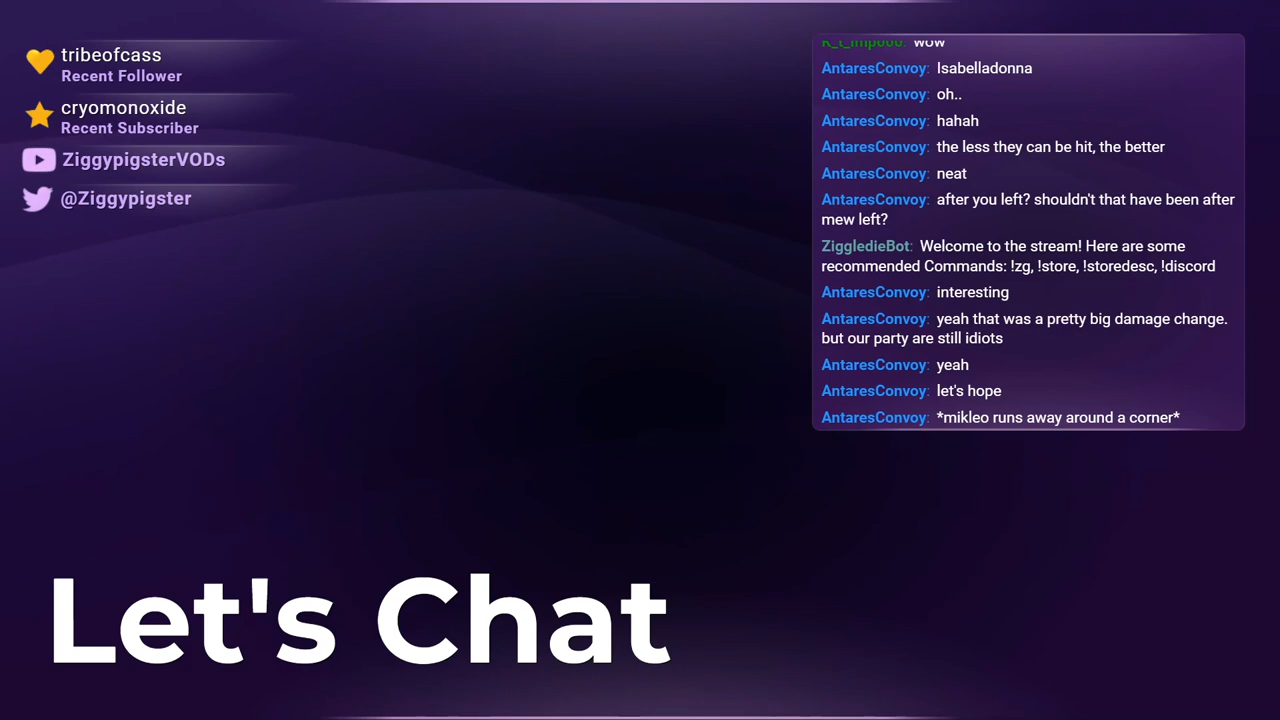 tribeofcass
Recent Follower
cryomonoxide
Recent Subscriber
ZiggypigsterVODs
@Ziggypigster
wow
AntaresConvoy: Isabelladonna
AntaresConvoy: oh..
AntaresConvoy: hahah
AntaresConvoy: the less they can be hit, the better
AntaresConvoy: neat
AntaresConvoy: after you left? shouldn't that have been after
mew left?
ZiggledieBot: Welcome to the stream! Here are some
recommended Commands: !zg, !store, !storedesc, !discord
AntaresConvoy: interesting
AntaresConvoy: yeah that was a pretty big damage change.
but our party are still idiots
AntaresConvoy: yeah
AntaresConvoy: let's hope
AntaresConvoy: *mikleo runs away around a corner*
Let's Chat